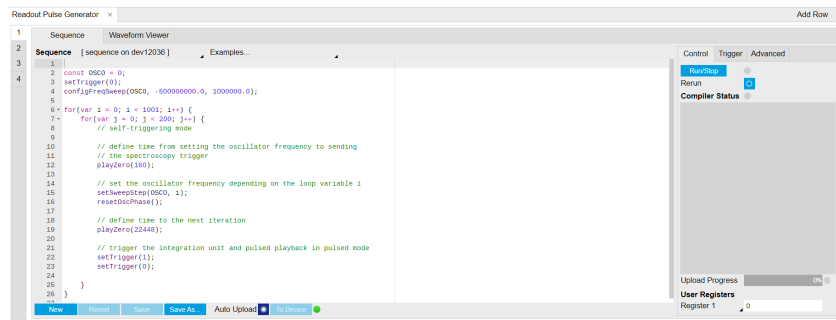 Readout Pulse Generator ×
Add Row
1
2
3
4
Sequence Waveform Viewer
Sequence [ sequence on dev12036 ] Examples...
1
2 const OSC0 = 0;
3 setTrigger(0);
4 configFreqSweep(OSC0, -500000000.0, 1000000.0);
5
6 for(var i = 0; i < 1001; i++) {
7 for(var j = 0; j < 200; j++) {
8 // self-triggering mode
9
10 // define time from setting the oscillator frequency to sending
11 // the spectroscopy trigger
12 playZero(160);
13
14 // set the oscillator frequency depending on the loop variable i
15 setSweepStep(OSC0, i);
16 resetOscPhase();
17
18 // define time to the next iteration
19 playZero(22448);
20
21 // trigger the integration unit and pulsed playback in pulsed mode
22 setTrigger(1);
23 setTrigger(0);
24
25 }
26 }
New Revert Save Save As... Auto Upload To Device
Control Trigger Advanced
Run/Stop
Rerun
Compiler Status
Upload Progress 0%
User Registers
Register 1 0